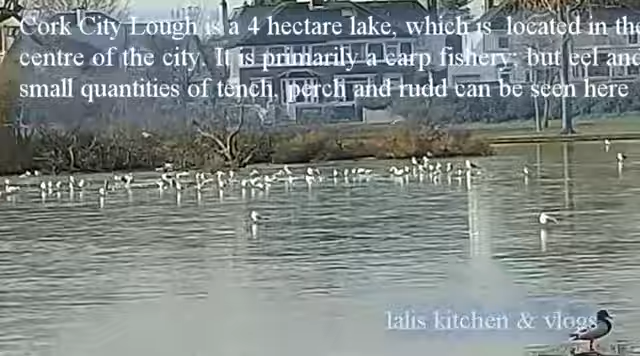 Cork City Lough is a 4 hectare lake, which is located in the
centre of the city. It is primarily a carp fishery; but eel and
small quantities of tench, perch and rudd can be seen here
lalis kitchen & vlogs